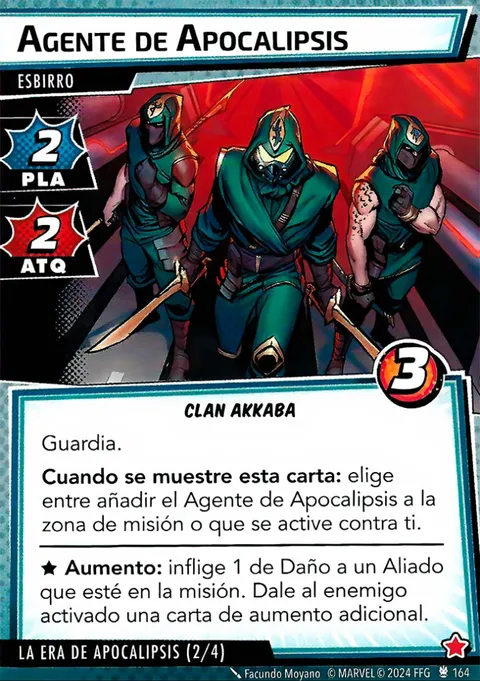 Agente de Apocalipsis
ESBIRRO
2
PLA
2
ATQ
3
CLAN AKKABA
Guardia.
Cuando se muestre esta carta: elige
entre añadir el Agente de Apocalipsis a la
zona de misión o que se active contra ti.
★ Aumento: inflige 1 de Daño a un Aliado
que esté en la misión. Dale al enemigo
activado una carta de aumento adicional.
LA ERA DE APOCALIPSIS (2/4)
Facundo Moyano © MARVEL © 2024 FFG 164